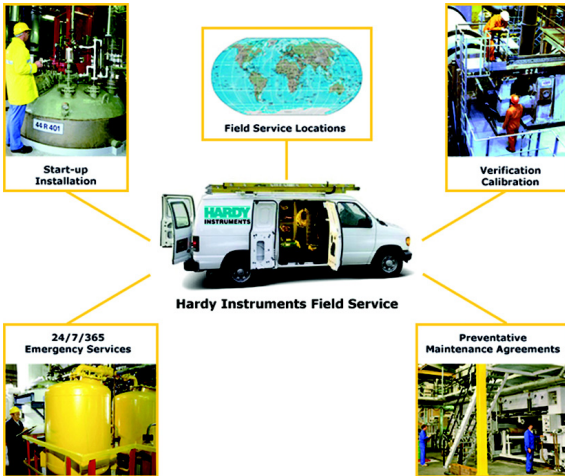 44 R 401
Start-up
Installation
Field Service Locations
Verification
Calibration
HARDY
INSTRUMENTS
Hardy Instruments Field Service
24/7/365
Emergency Services
Preventative
Maintenance Agreements